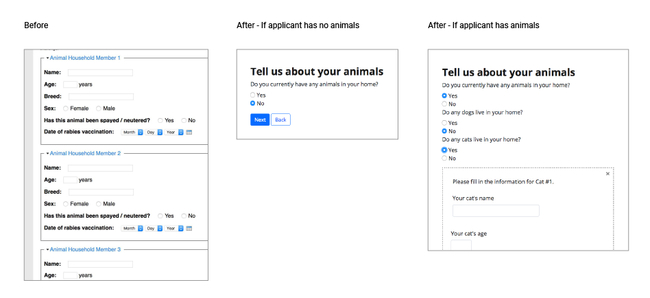 Before
Animal Household Member 1
Name:
Age: years
Breed:
Sex: Female Male
Has this animal been spayed / neutered? Yes No
Date of rabies vaccination: Month Day Year
Animal Household Member 2
Name:
Age: years
Breed:
Sex: Female Male
Has this animal been spayed / neutered? Yes No
Date of rabies vaccination: Month Day Year
Animal Household Member 3
Name:
Age: years
After - If applicant has no animals
Tell us about your animals
Do you currently have any animals in your home?
Yes
No
Next Back
After - If applicant has animals
Tell us about your animals
Do you currently have any animals in your home?
Yes
No
Do any dogs live in your home?
Yes
No
Do any cats live in your home?
Yes
No
Please fill in the information for Cat #1.
Your cat's name
Your cat's age